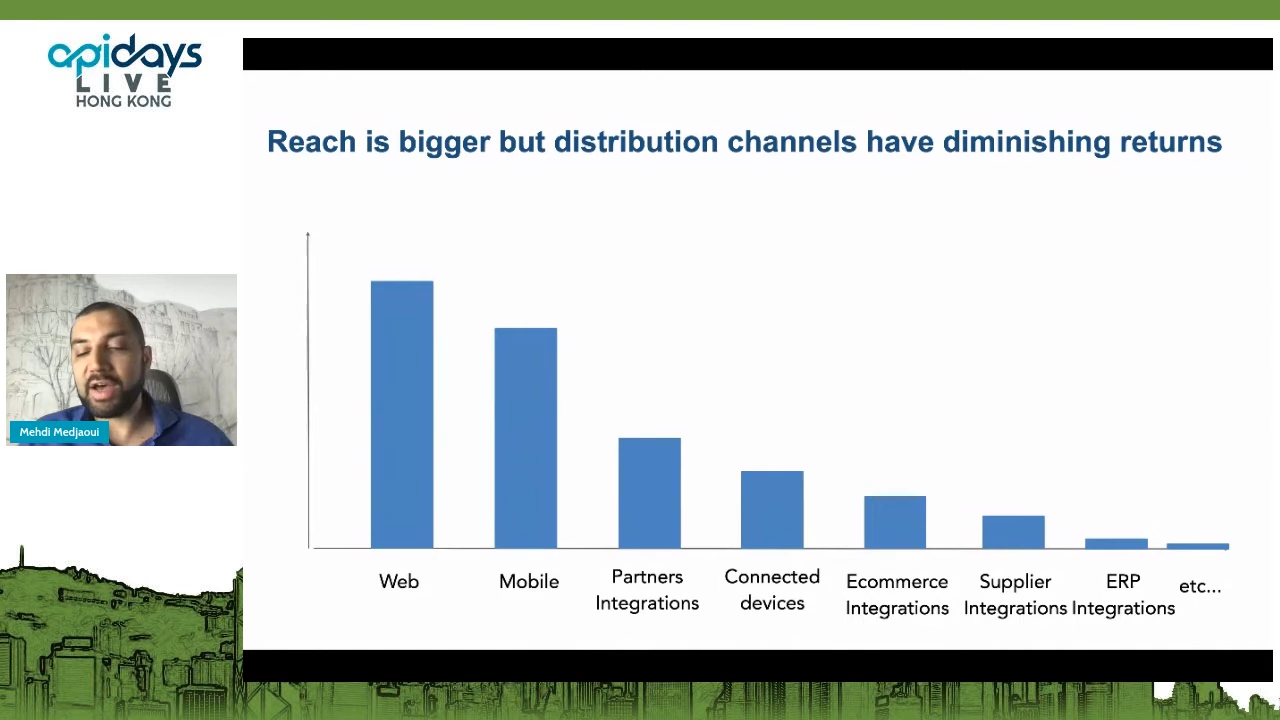 apidays
LIVE
HONG KONG
Reach is bigger but distribution channels have diminishing returns
Mehdi Medjaoui
Web
Mobile
Partners
Integrations
Connected
devices
Ecommerce
Integrations
Supplier
Integrations
ERP
Integrations
etc...